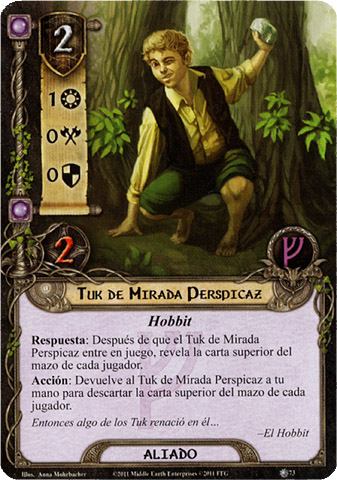 2
1
0
0
2
Tuk de Mirada Perspicaz
Hobbit
Respuesta: Después de que el Tuk de Mirada
Perspicaz entre en juego, revela la carta superior del
mazo de cada jugador.
Acción: Devuelve al Tuk de Mirada Perspicaz a tu
mano para descartar la carta superior del mazo de cada
jugador.
Entonces algo de los Tuk renació en él…
–El Hobbit
ALIADO
Illus. Anna Mohrbacher ©2011 Middle Earth Enterprises ©2011 FFG 73